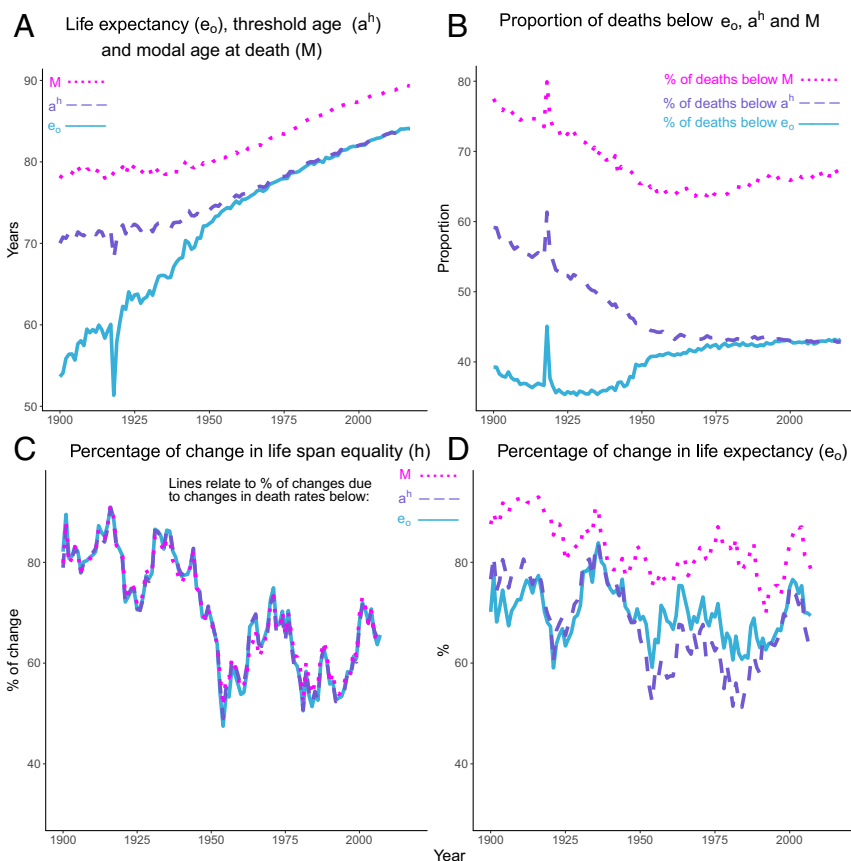 A Life expectancy (eₒ), threshold age (aʰ)
and modal age at death (M)
90
80
70
60
50
Years
M
aʰ
eₒ
1900
1925
1950
1975
2000
B Proportion of deaths below eₒ, aʰ and M
80
70
60
50
40
Proportion
% of deaths below M
% of deaths below aʰ
% of deaths below eₒ
1900
1925
1950
1975
2000
C Percentage of change in life span equality (h)
Lines relate to % of changes due
to changes in death rates below:
M
aʰ
eₒ
80
60
40
% of change
1900
1925
1950
1975
2000
D Percentage of change in life expectancy (eₒ)
80
60
40
%
1900
1925
1950
1975
2000
Year